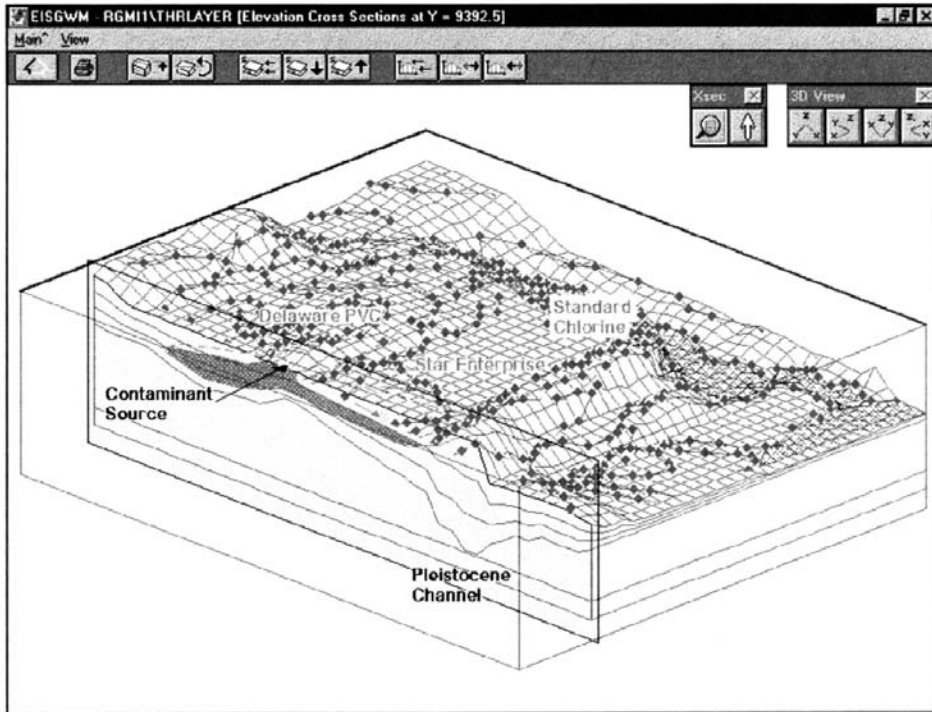 EISGWM - RGMI1\THRLAYER [Elevation Cross Sections at Y = 9392.5]
Main^ View
Xsec
3D View
Delaware PVC
Standard
Chlorine
Star Enterprise
Contaminant
Source
Pleistocene
Channel